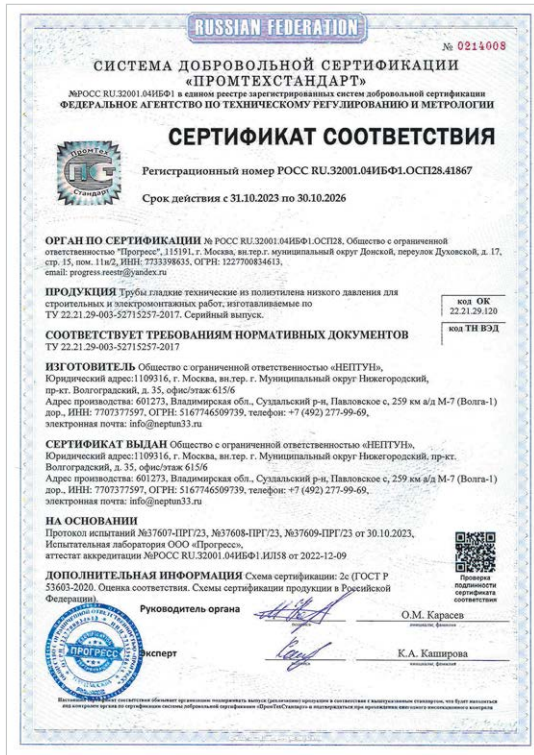 RUSSIAN FEDERATION
№ 0214008
СИСТЕМА ДОБРОВОЛЬНОЙ СЕРТИФИКАЦИИ
«ПРОМТЕХСТАНДАРТ»
№РОСС RU.32001.04ИБФ1 в едином реестре зарегистрированных систем добровольной сертификации
ФЕДЕРАЛЬНОЕ АГЕНТСТВО ПО ТЕХНИЧЕСКОМУ РЕГУЛИРОВАНИЮ И МЕТРОЛОГИИ
СЕРТИФИКАТ СООТВЕТСТВИЯ
ПромТех
ПС
Стандарт
Регистрационный номер РОСС RU.32001.04ИБФ1.ОСП28.41867
Срок действия с 31.10.2023 по 30.10.2026
ОРГАН ПО СЕРТИФИКАЦИИ № РОСС RU.32001.04ИБФ1.ОСП28, Общество с ограниченной
ответственностью "Прогресс", 115191, г. Москва, вн.тер.г. муниципальный округ Донской, переулок Духовской, д. 17,
стр. 15, пом. 11н/2, ИНН: 7733398635, ОГРН: 1227700834613,
email: progress.reestr@yandex.ru
ПРОДУКЦИЯ Трубы гладкие технические из полиэтилена низкого давления для
строительных и электромонтажных работ, изготавливаемые по
ТУ 22.21.29-003-52715257-2017. Серийный выпуск.
код ОК
22.21.29.120
код ТН ВЭД
СООТВЕТСТВУЕТ ТРЕБОВАНИЯМ НОРМАТИВНЫХ ДОКУМЕНТОВ
ТУ 22.21.29-003-52715257-2017
ИЗГОТОВИТЕЛЬ Общество с ограниченной ответственностью «НЕПТУН»,
Юридический адрес:1109316, г. Москва, вн.тер. г. Муниципальный округ Нижегородский,
пр-кт. Волгоградский, д. 35, офис/этаж 615/6
Адрес производства: 601273, Владимирская обл., Суздальский р-н, Павловское с, 259 км а/д М-7 (Волга-1)
дор., ИНН: 7707377597, ОГРН: 5167746509739, телефон: +7 (492) 277-99-69,
электронная почта: info@neptun33.ru
СЕРТИФИКАТ ВЫДАН Общество с ограниченной ответственностью «НЕПТУН»,
Юридический адрес:1109316, г. Москва, вн.тер. г. Муниципальный округ Нижегородский, пр-кт.
Волгоградский, д. 35, офис/этаж 615/6
Адрес производства: 601273, Владимирская обл., Суздальский р-н, Павловское с, 259 км а/д М-7 (Волга-1)
дор., ИНН: 7707377597, ОГРН: 5167746509739, телефон: +7 (492) 277-99-69,
электронная почта: info@neptun33.ru
НА ОСНОВАНИИ
Протокол испытаний №37607-ПРГ/23, №37608-ПРГ/23, №37609-ПРГ/23 от 30.10.2023,
Испытательная лаборатория ООО «Прогресс»,
аттестат аккредитации №РОСС RU.32001.04ИБФ1.ИЛ58 от 2022-12-09
Проверка
подлинности
сертификата
соответствия
ДОПОЛНИТЕЛЬНАЯ ИНФОРМАЦИЯ Схема сертификации: 2с (ГОСТ Р
53603-2020. Оценка соответствия. Схемы сертификации продукции в Российской
Федерации).
Руководитель органа
подпись
О.М. Карасев
инициалы, фамилия
ПРОГРЕСС
Эксперт
подпись
К.А. Каширова
инициалы, фамилия